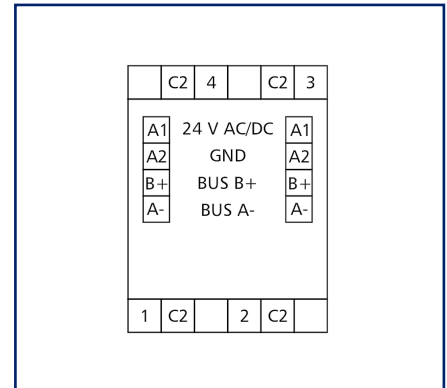 C2 4 C2 3
A1 24 V AC/DC A1
A2 GND A2
B+ BUS B+ B+
A- BUS A- A-
1 C2 2 C2